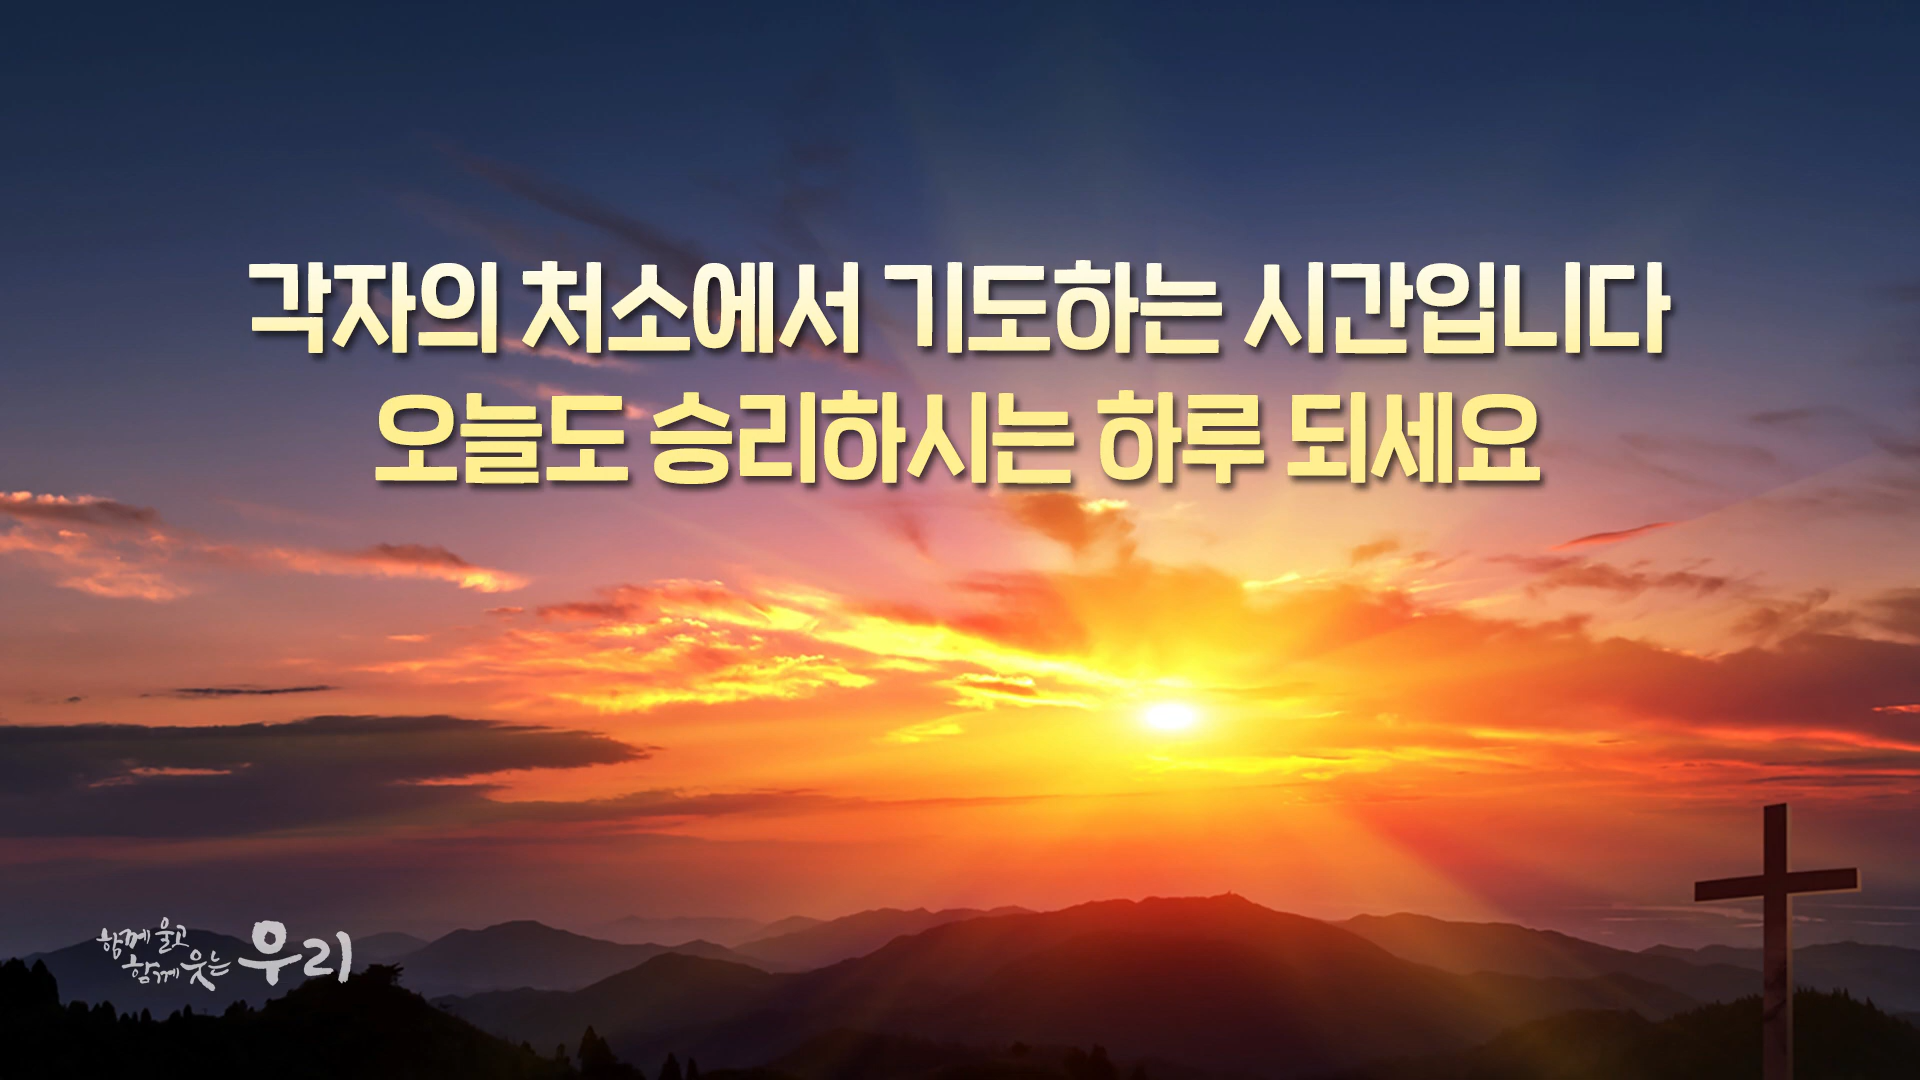 각자의 처소에서 기도하는 시간입니다
오늘도 승리하시는 하루 되세요
함께 울고
함께 웃는 우리